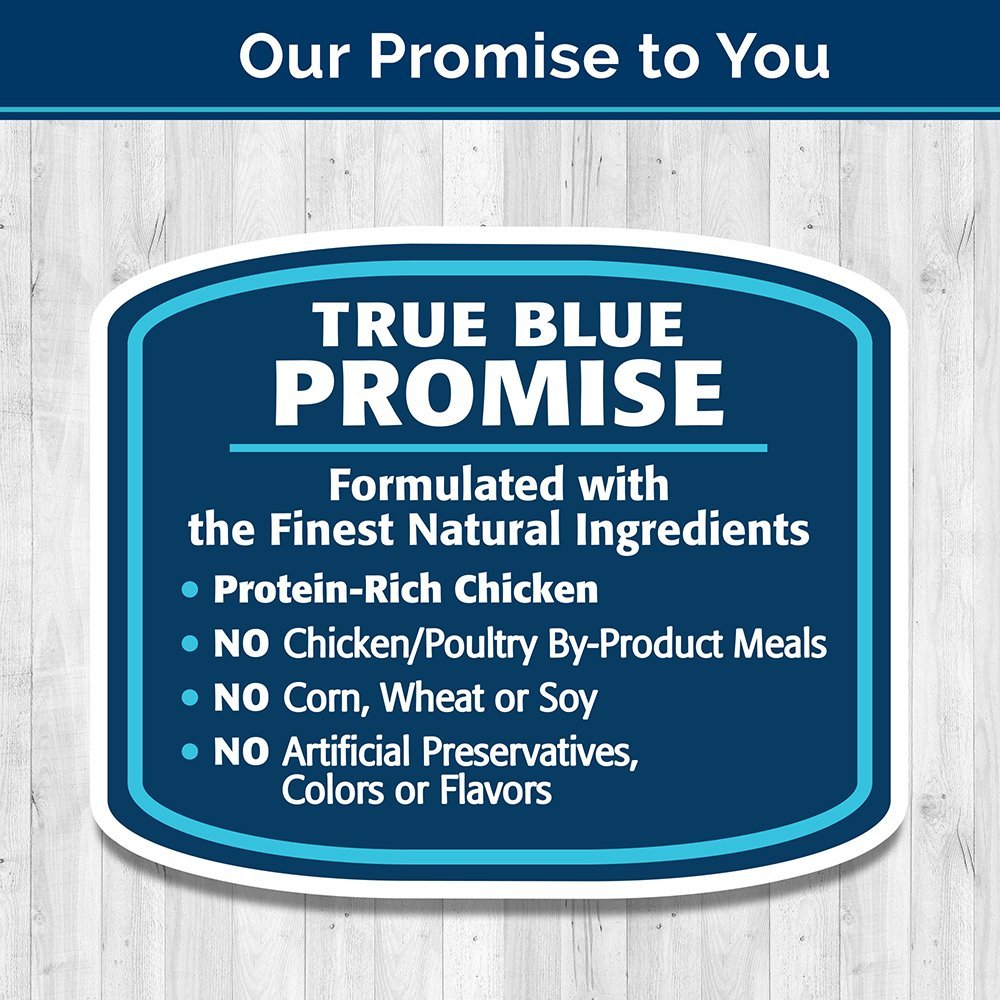 Our Promise to You
TRUE BLUE
PROMISE
Formulated with
the Finest Natural Ingredients
• Protein-Rich Chicken
• NO Chicken/Poultry By-Product Meals
• NO Corn, Wheat or Soy
• NO Artificial Preservatives,
Colors or Flavors